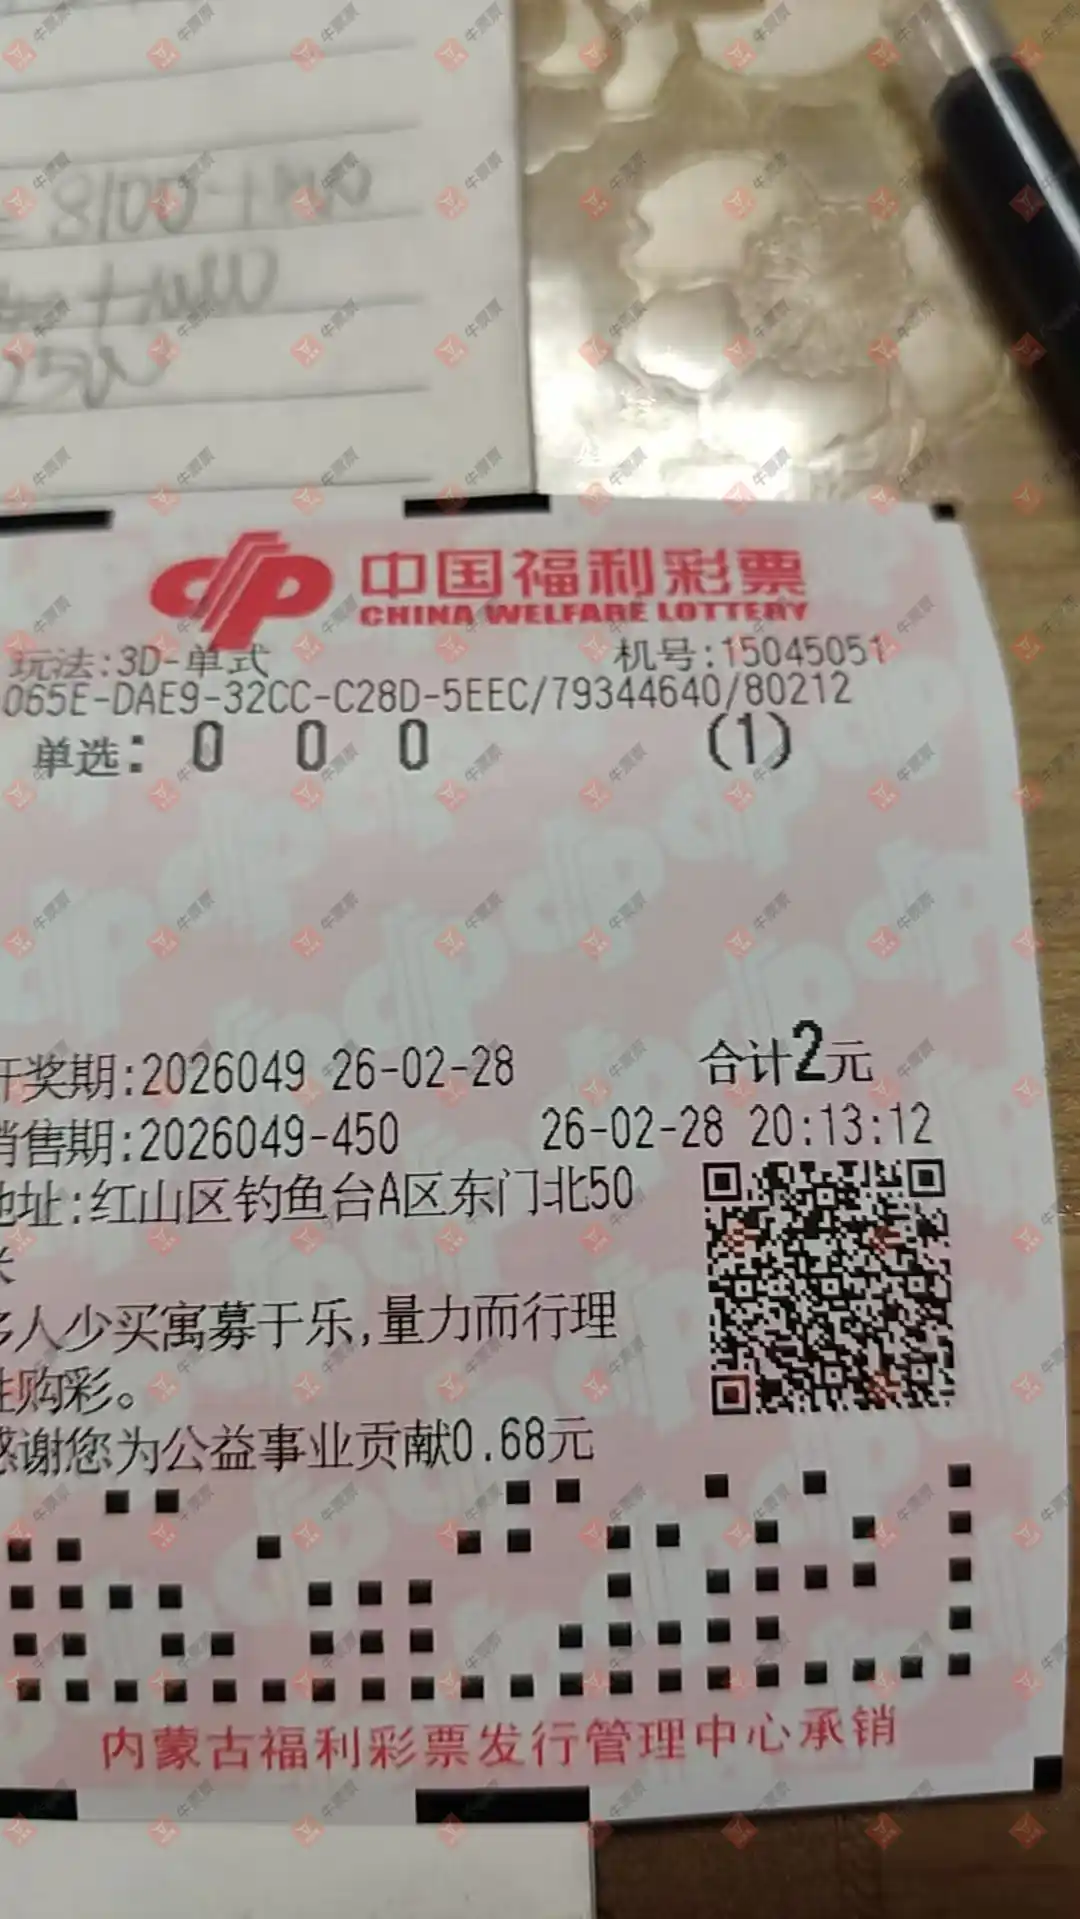 8100+
中国福利彩票
CHINA WELFARE LOTTERY
玩法:3D-单式 机号:15045051
065E-DAE9-32CC-C28D-5EEC/79344640/80212
单选: 0 0 0 (1)
开奖期:2026049 26-02-28 合计2元
销售期:2026049-450 26-02-28 20:13:12
地址:红山区钓鱼台A区东门北50
米
多人少买寓募于乐,量力而行理
性购彩。
感谢您为公益事业贡献0.68元
内蒙古福利彩票发行管理中心承销
牛票票